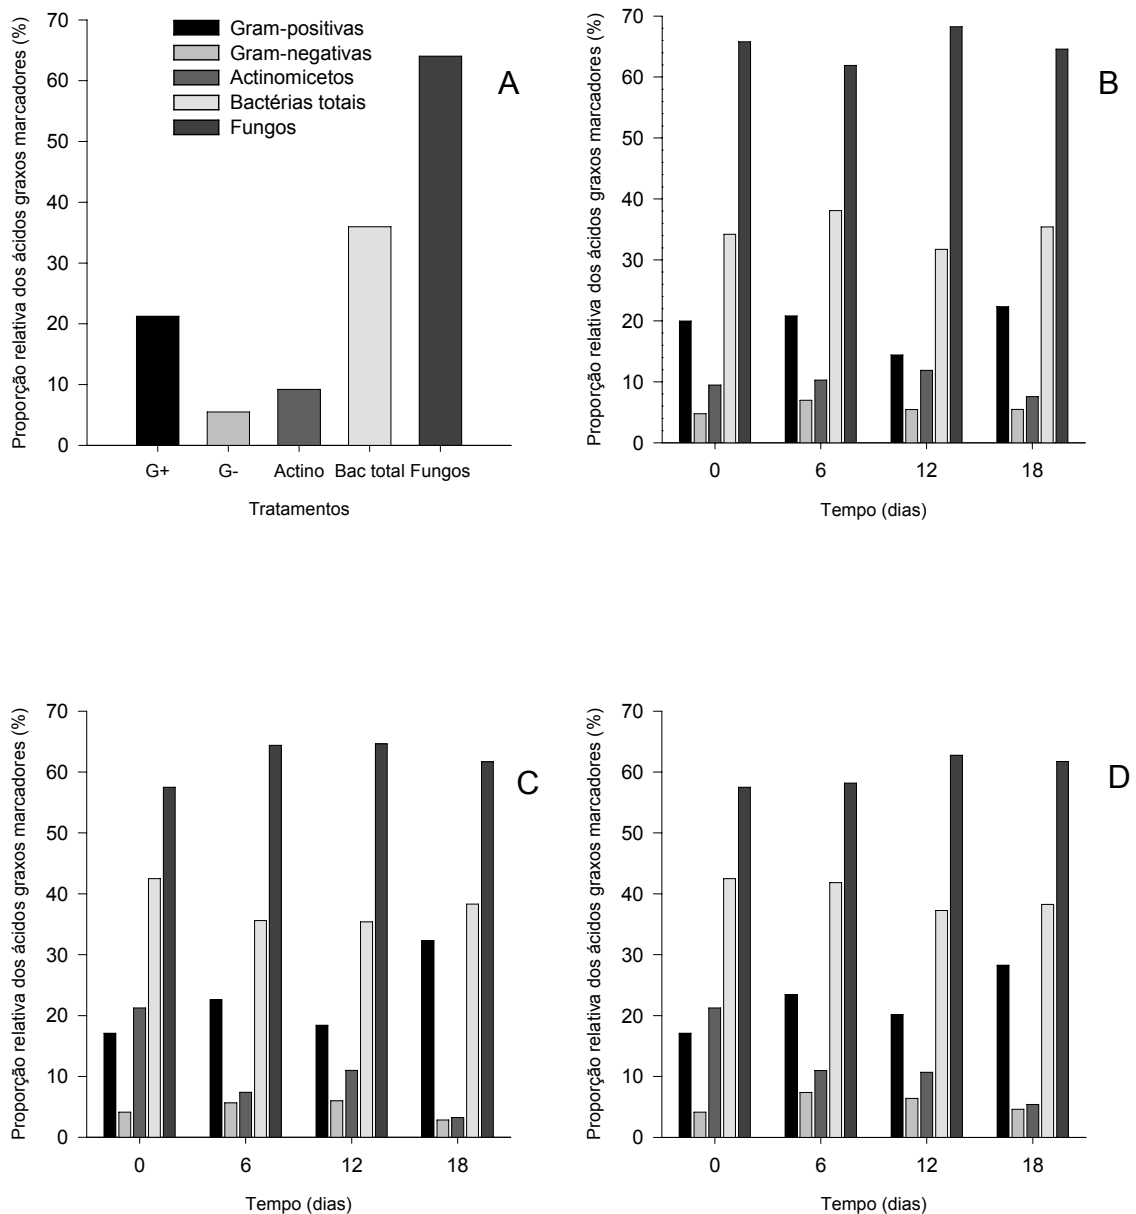 Proporção relativa dos ácidos graxos marcadores (%)
70
60
50
40
30
20
10
0
Gram-positivas
Gram-negativas
Actinomicetos
Bactérias totais
Fungos
A
G+ G- Actino Bac total Fungos
Tratamentos
Proporção relativa dos ácidos graxos marcadores (%)
70
60
50
40
30
20
10
0
B
0 6 12 18
Tempo (dias)
Proporção relativa dos ácidos graxos marcadores (%)
70
60
50
40
30
20
10
0
C
0 6 12 18
Tempo (dias)
Proporção relativa dos ácidos graxos marcadores (%)
70
60
50
40
30
20
10
0
D
0 6 12 18
Tempo (dias)